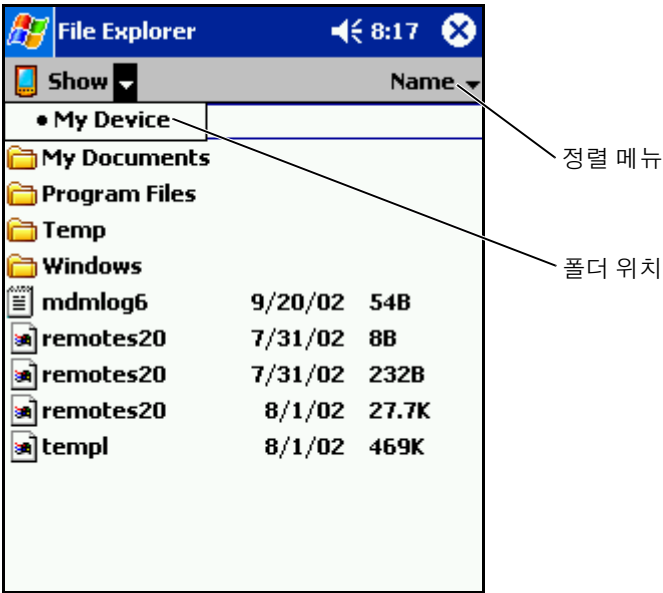 File Explorer 8:17
Show Name
• My Device
정렬 메뉴
My Documents
Program Files
Temp
폴더 위치
Windows
mdmlog6 9/20/02 54B
remotes20 7/31/02 8B
remotes20 7/31/02 232B
remotes20 8/1/02 27.7K
templ 8/1/02 469K